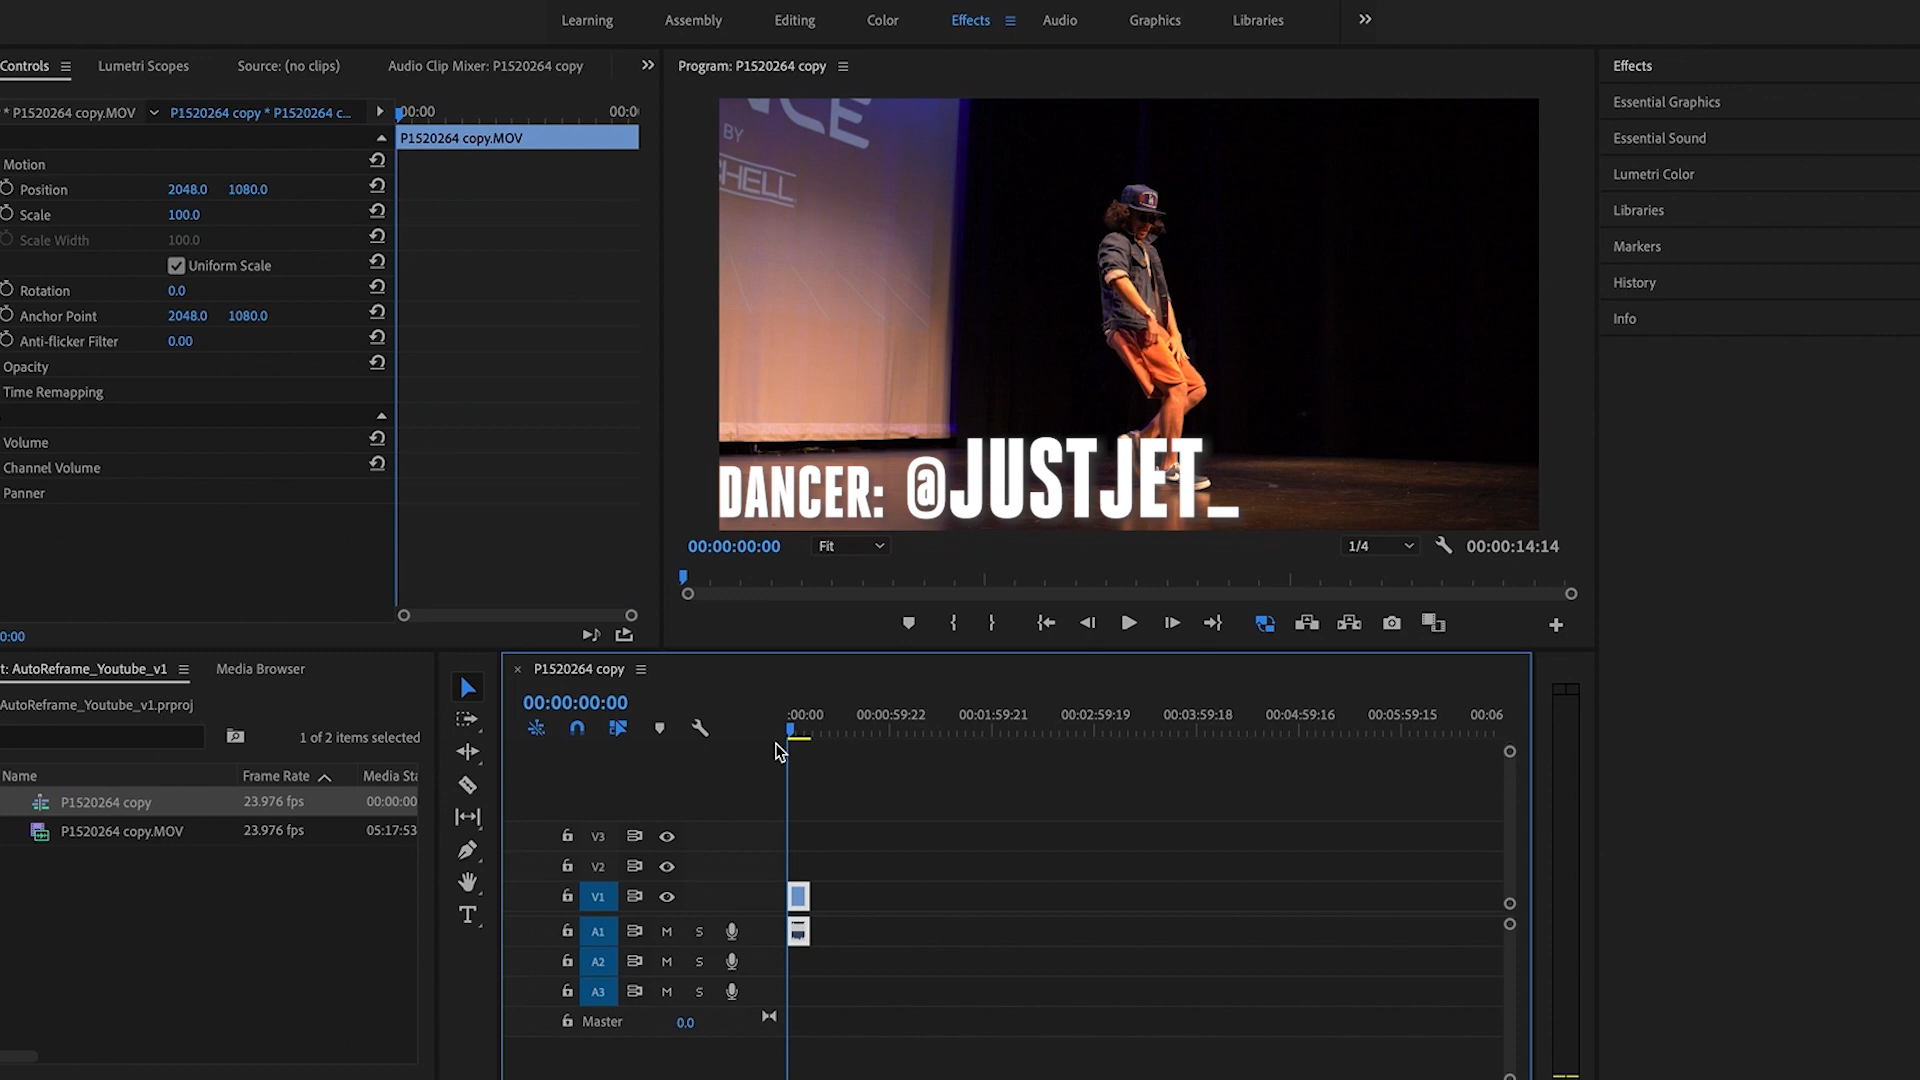 Learning Assembly Editing Color Effects Audio Graphics Libraries
Controls Lumetri Scopes Source: (no clips) Audio Clip Mixer: P1520264 copy
* P1520264 copy.MOV P1520264 copy * P1520264 c...
:00:00 00:0
P1520264 copy.MOV
Motion
Position 2048.0 1080.0
Scale 100.0
Scale Width 100.0
Uniform Scale
Rotation 0.0
Anchor Point 2048.0 1080.0
Anti-flicker Filter 0.00
Opacity
Time Remapping
Volume
Channel Volume
Panner
0:00
Program: P1520264 copy
NCE
BY
HELL
DANCER: @JUSTJET_
00:00:00:00 Fit 1/4 00:00:14:14
Effects
Essential Graphics
Essential Sound
Lumetri Color
Libraries
Markers
History
Info
t: AutoReframe_Youtube_v1 Media Browser
AutoReframe_Youtube_v1.prproj
1 of 2 items selected
Name Frame Rate Media Sta
P1520264 copy 23.976 fps 00:00:00
P1520264 copy.MOV 23.976 fps 05:17:53
× P1520264 copy
00:00:00:00
:00:00 00:00:59:22 00:01:59:21 00:02:59:19 00:03:59:18 00:04:59:16 00:05:59:15 00:06
V3
V2
V1
A1 M S
A2 M S
A3 M S
Master 0.0